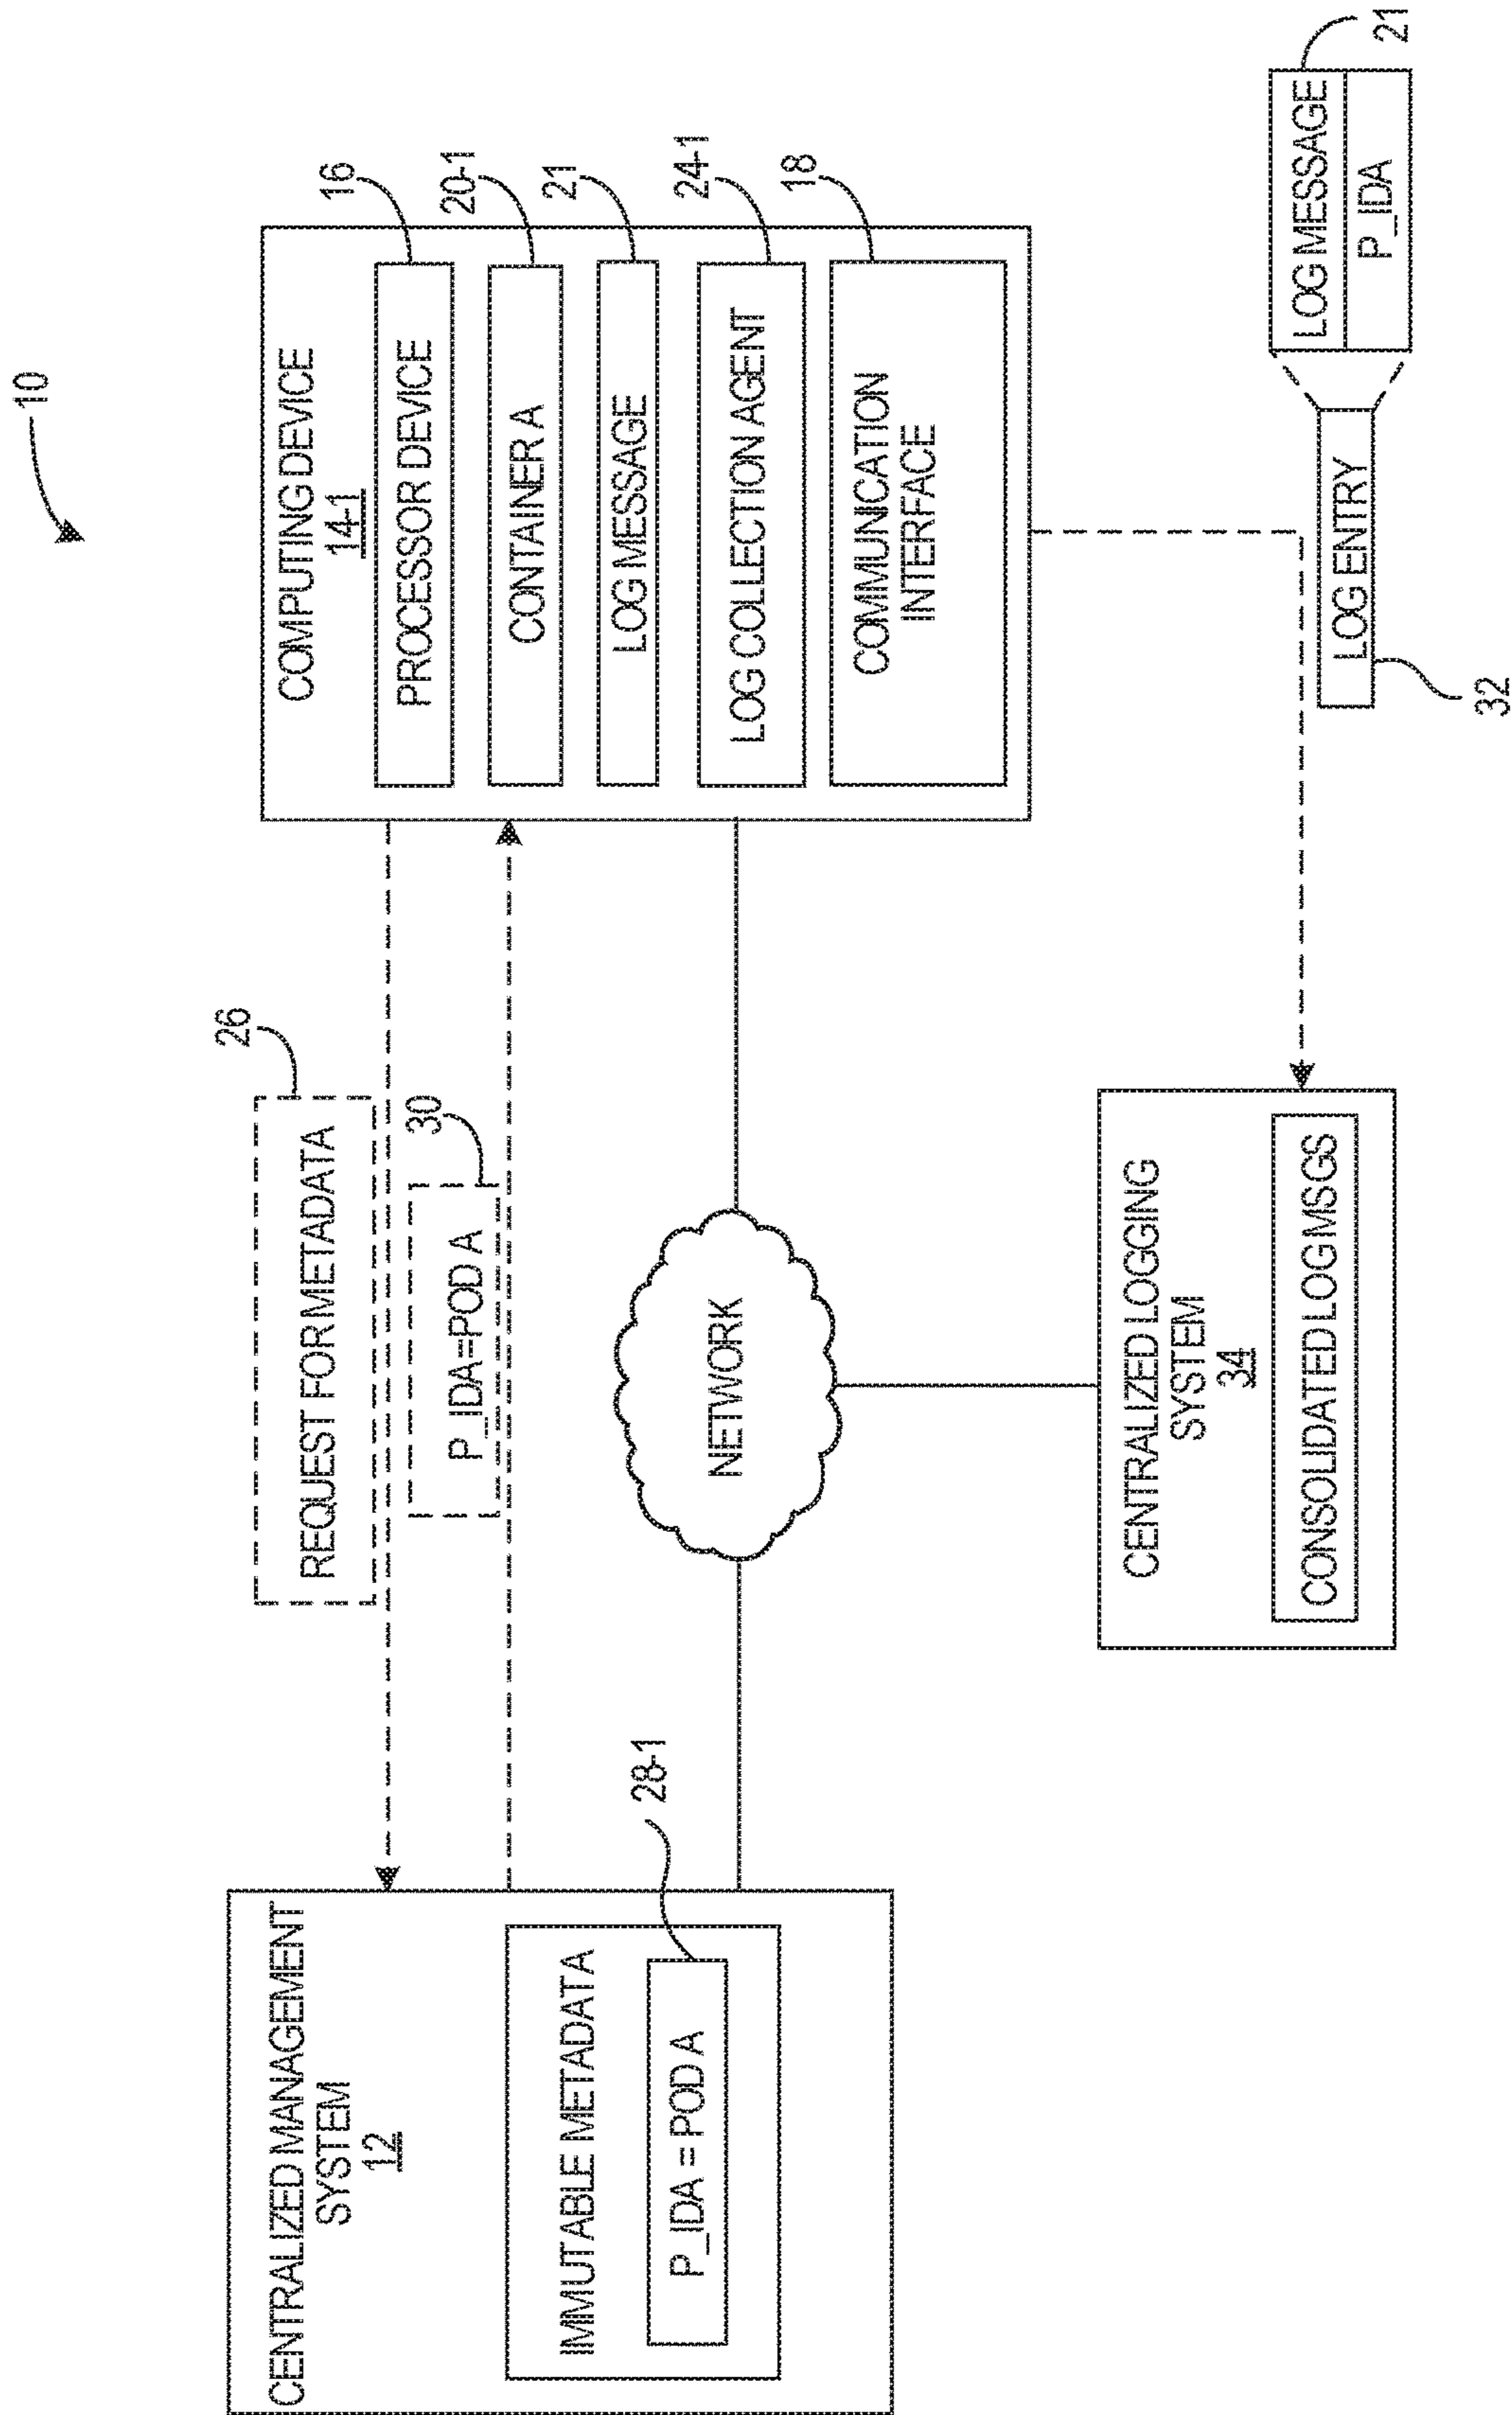 10
CENTRALIZED MANAGEMENT
SYSTEM
12
IMMUTABLE METADATA
P_IDA = POD A
28-1
REQUEST FOR METADATA
26
P_IDA=POD A
30
NETWORK
COMPUTING DEVICE
14-1
PROCESSOR DEVICE
16
CONTAINER A
20-1
LOG MESSAGE
21
LOG COLLECTION AGENT
24-1
COMMUNICATION
INTERFACE
18
CENTRALIZED LOGGING
SYSTEM
34
CONSOLIDATED LOG MSGS
LOG ENTRY
32
LOG MESSAGE
P_IDA
21